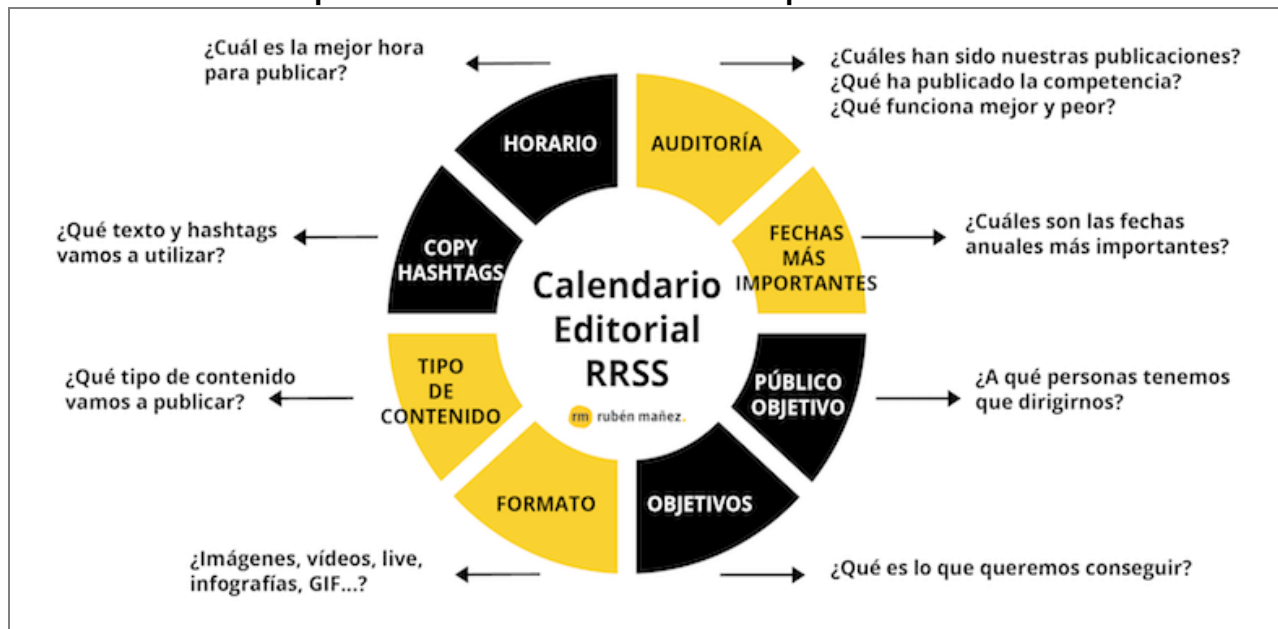 ¿Cuál es la mejor hora
para publicar?
¿Cuáles han sido nuestras publicaciones?
¿Qué ha publicado la competencia?
¿Qué funciona mejor y peor?
HORARIO
AUDITORÍA
¿Qué texto y hashtags
vamos a utilizar?
COPY
HASHTAGS
FECHAS
MÁS
IMPORTANTES
¿Cuáles son las fechas
anuales más importantes?
Calendario
Editorial
RRSS
rm rubén mañez.
¿Qué tipo de contenido
vamos a publicar?
TIPO
DE
CONTENIDO
PÚBLICO
OBJETIVO
¿A qué personas tenemos
que dirigirnos?
FORMATO
OBJETIVOS
¿Imágenes, vídeos, live,
infografías, GIF...?
¿Qué es lo que queremos conseguir?